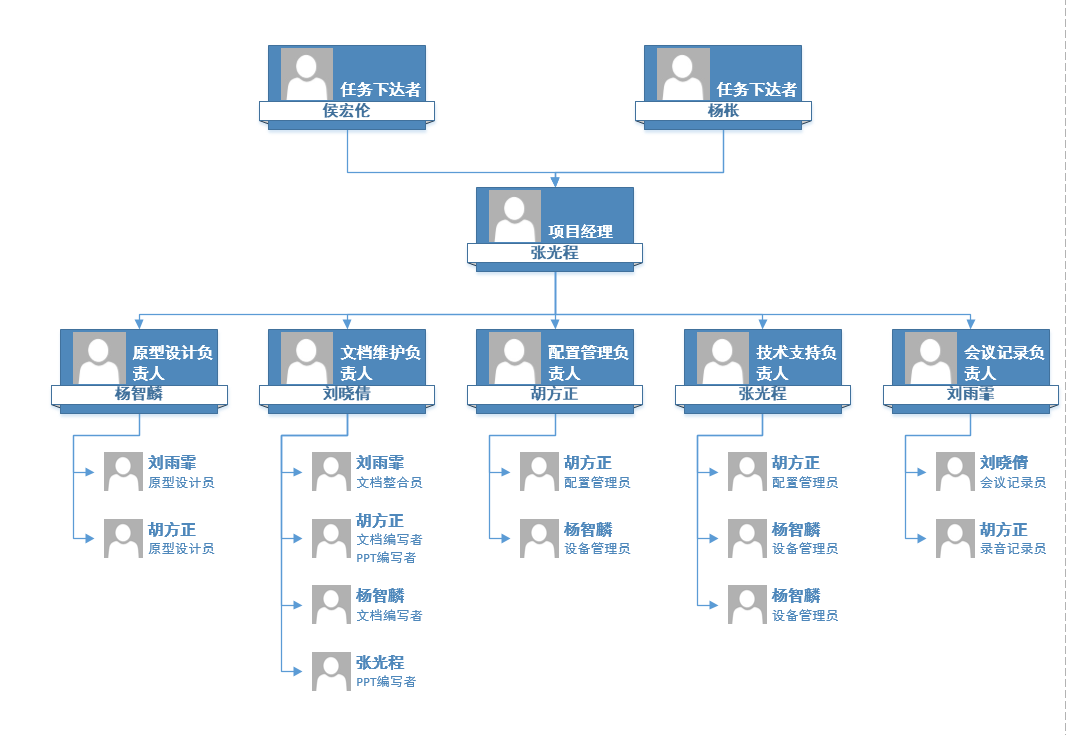 任务下达者
侯宏伦
任务下达者
杨枨
项目经理
张光程
原型设计负
责人
杨智麟
文档维护负
责人
刘晓倩
配置管理负
责人
胡方正
技术支持负
责人
张光程
会议记录负
责人
刘雨霏
刘雨霏
原型设计员
胡方正
原型设计员
刘雨霏
文档整合员
胡方正
文档编写者
PPT编写者
杨智麟
文档编写者
张光程
PPT编写者
胡方正
配置管理员
杨智麟
设备管理员
胡方正
配置管理员
杨智麟
设备管理员
杨智麟
设备管理员
刘晓倩
会议记录员
胡方正
录音记录员